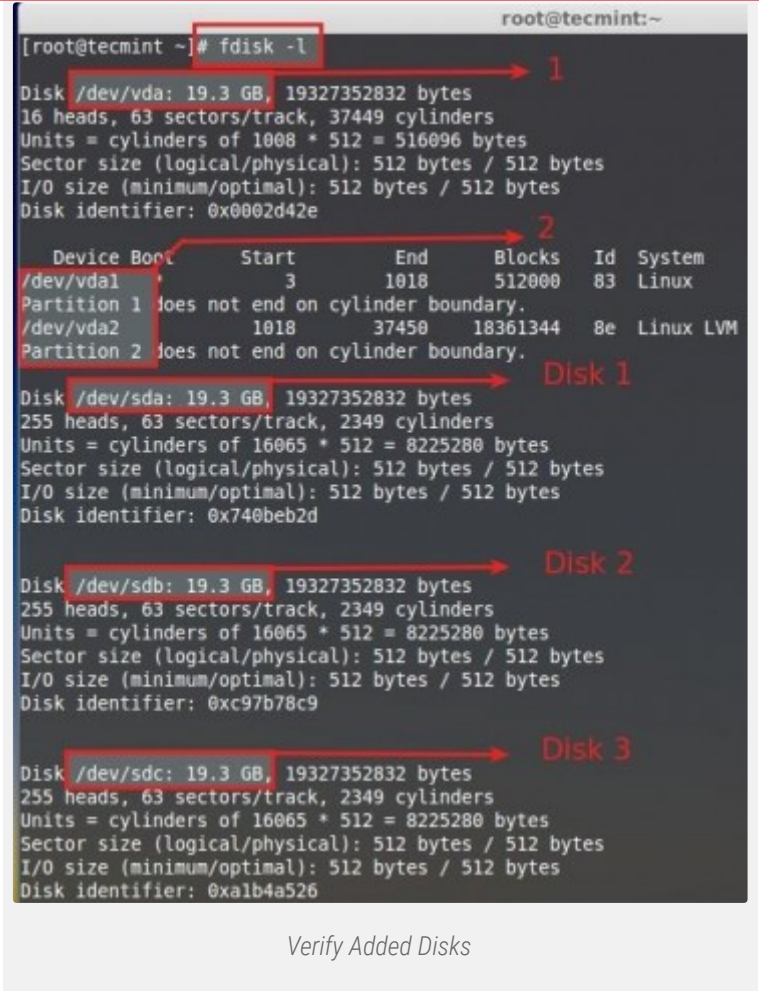 root@tecmint:~
[root@tecmint ~]# fdisk -l
1
Disk /dev/vda: 19.3 GB, 19327352832 bytes
16 heads, 63 sectors/track, 37449 cylinders
Units = cylinders of 1008 * 512 = 516096 bytes
Sector size (logical/physical): 512 bytes / 512 bytes
I/O size (minimum/optimal): 512 bytes / 512 bytes
Disk identifier: 0x0002d42e
2
Device Boot Start End Blocks Id System
/dev/vda1 * 3 1018 512000 83 Linux
Partition 1 does not end on cylinder boundary.
/dev/vda2 1018 37450 18361344 8e Linux LVM
Partition 2 does not end on cylinder boundary.
Disk 1
Disk /dev/sda: 19.3 GB, 19327352832 bytes
255 heads, 63 sectors/track, 2349 cylinders
Units = cylinders of 16065 * 512 = 8225280 bytes
Sector size (logical/physical): 512 bytes / 512 bytes
I/O size (minimum/optimal): 512 bytes / 512 bytes
Disk identifier: 0x740beb2d
Disk 2
Disk /dev/sdb: 19.3 GB, 19327352832 bytes
255 heads, 63 sectors/track, 2349 cylinders
Units = cylinders of 16065 * 512 = 8225280 bytes
Sector size (logical/physical): 512 bytes / 512 bytes
I/O size (minimum/optimal): 512 bytes / 512 bytes
Disk identifier: 0xc97b78c9
Disk 3
Disk /dev/sdc: 19.3 GB, 19327352832 bytes
255 heads, 63 sectors/track, 2349 cylinders
Units = cylinders of 16065 * 512 = 8225280 bytes
Sector size (logical/physical): 512 bytes / 512 bytes
I/O size (minimum/optimal): 512 bytes / 512 bytes
Disk identifier: 0xa1b4a526
Verify Added Disks